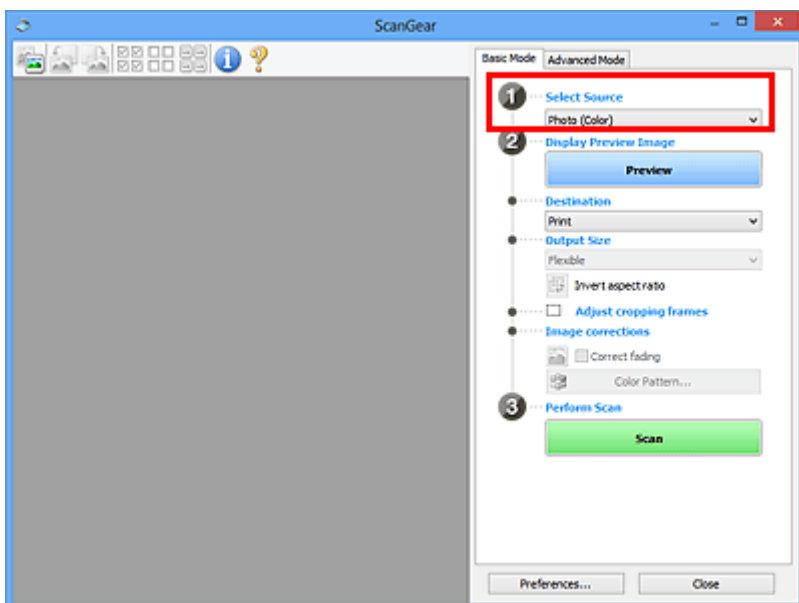 ScanGear
Basic Mode
Advanced Mode
1
Select Source
Photo (Color)
2
Display Preview Image
Preview
Destination
Print
Output Size
Flexible
Invert aspect ratio
Adjust cropping frames
Image corrections
Correct fading
Color Pattern...
3
Perform Scan
Scan
Preferences...
Close